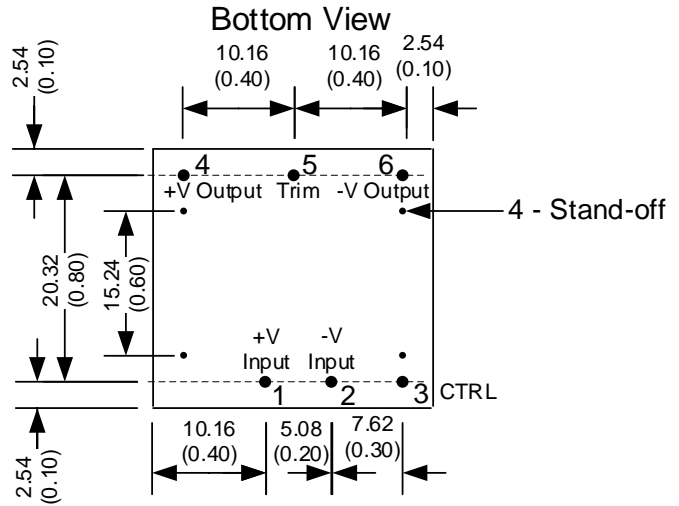 Bottom View
2.54
(0.10)
10.16
(0.40)
10.16
(0.40)
2.54
(0.10)
4
5
6
+V Output
Trim
-V Output
4 - Stand-off
20.32
(0.80)
15.24
(0.60)
+V
Input
-V
Input
1
2
3
CTRL
2.54
(0.10)
10.16
(0.40)
5.08
(0.20)
7.62
(0.30)